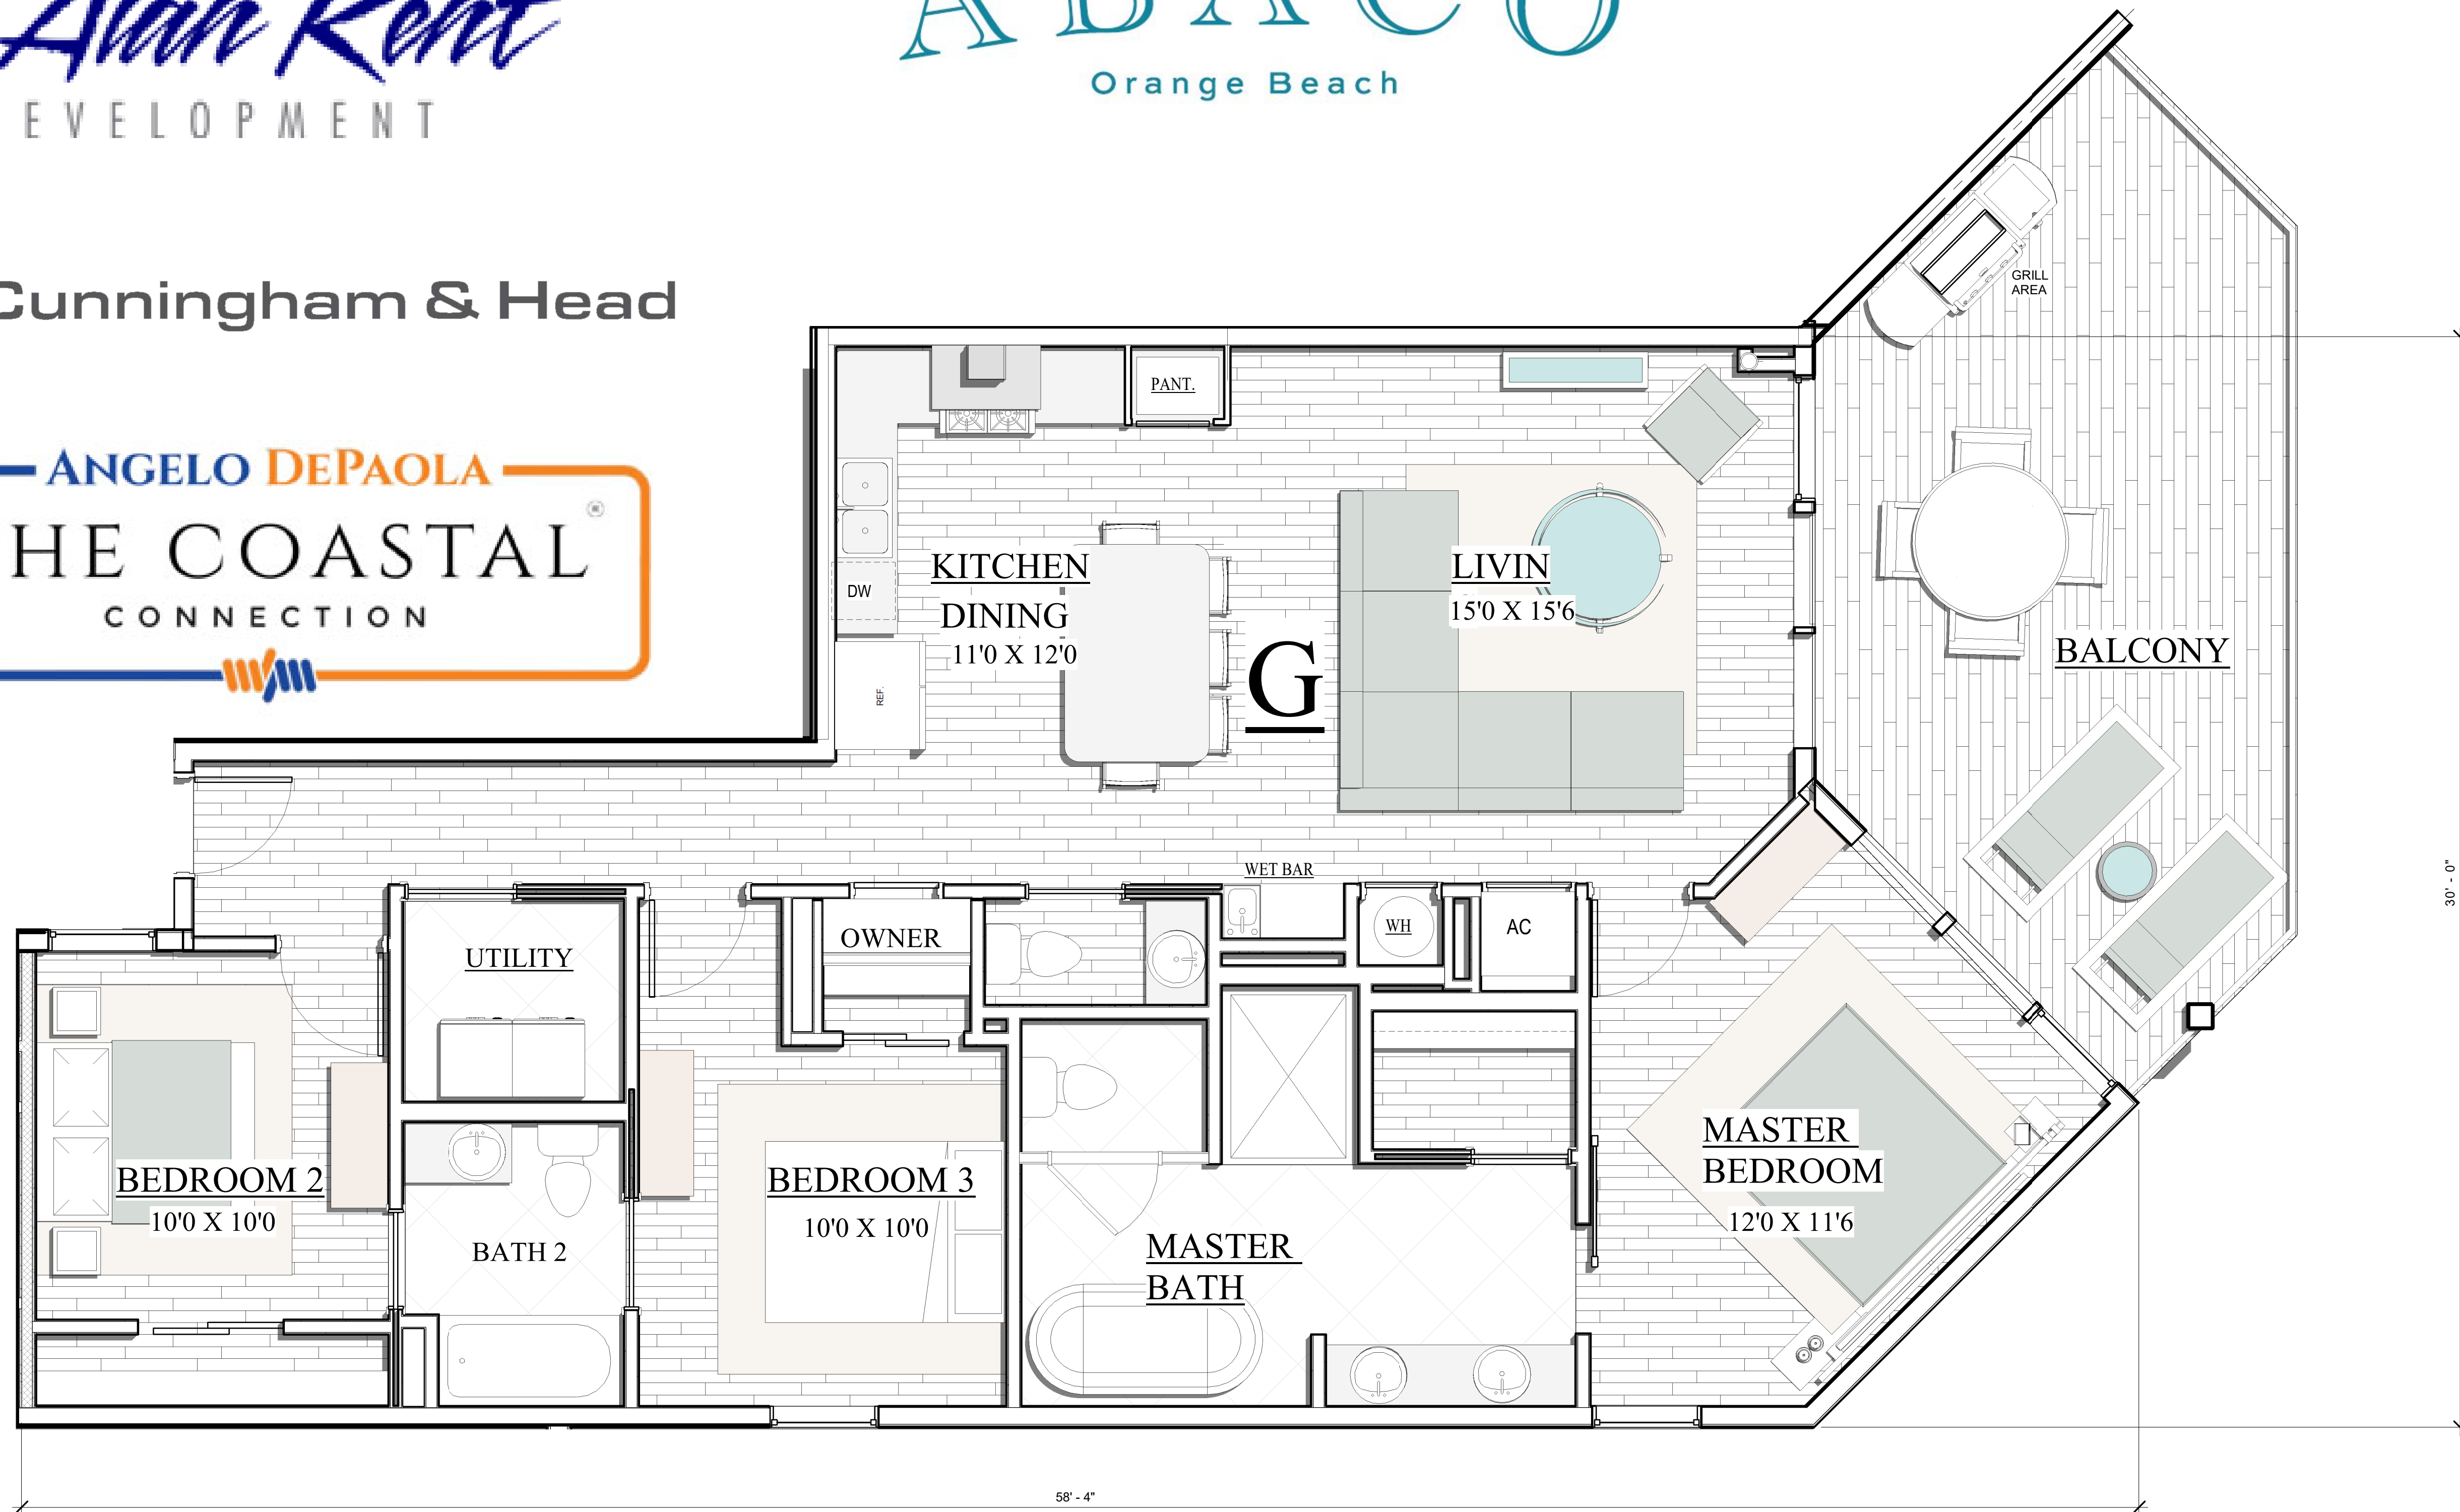 Alan Kent
EVELOPMENT
ABACO
Orange Beach
Cunningham & Head
ANGELO DEPAOLA
HE COASTAL
®
CONNECTION
GRILL
AREA
PANT.
KITCHEN
DINING
11'0 X 12'0
DW
REF.
LIVIN
15'0 X 15'6
G
BALCONY
WET BAR
WH
AC
OWNER
UTILITY
BEDROOM 2
10'0 X 10'0
BATH 2
BEDROOM 3
10'0 X 10'0
MASTER
BATH
MASTER
BEDROOM
12'0 X 11'6
30' - 0"
58' - 4"